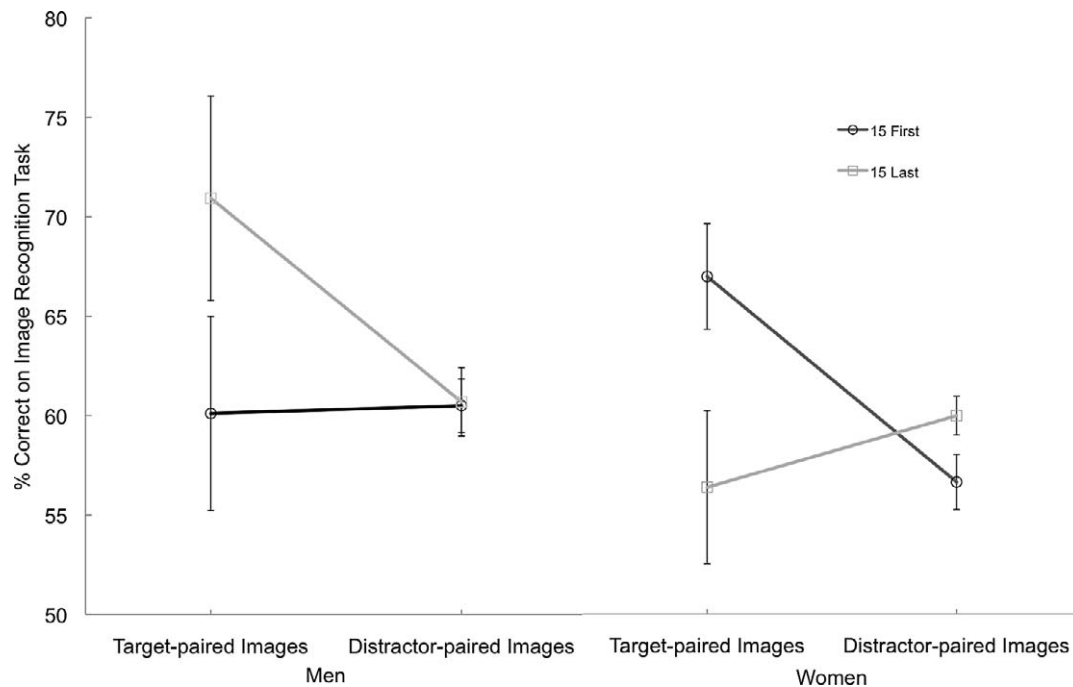 80
75
70
65
60
55
50
% Correct on Image Recognition Task
15 First
15 Last
Target-paired Images
Distractor-paired Images
Target-paired Images
Distractor-paired Images
Men
Women